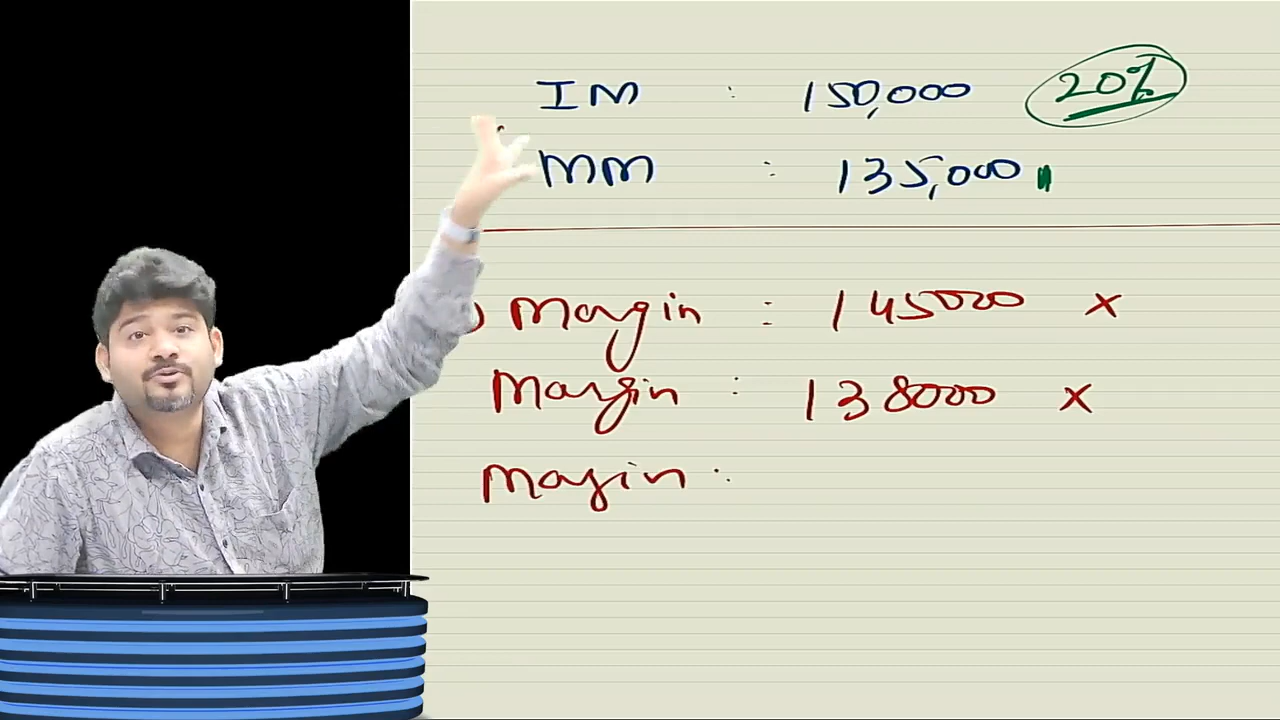 IM : 150,000 20%
MM : 135,000
) Margin : 145000 ×
Margin : 138000 ×
Margin :